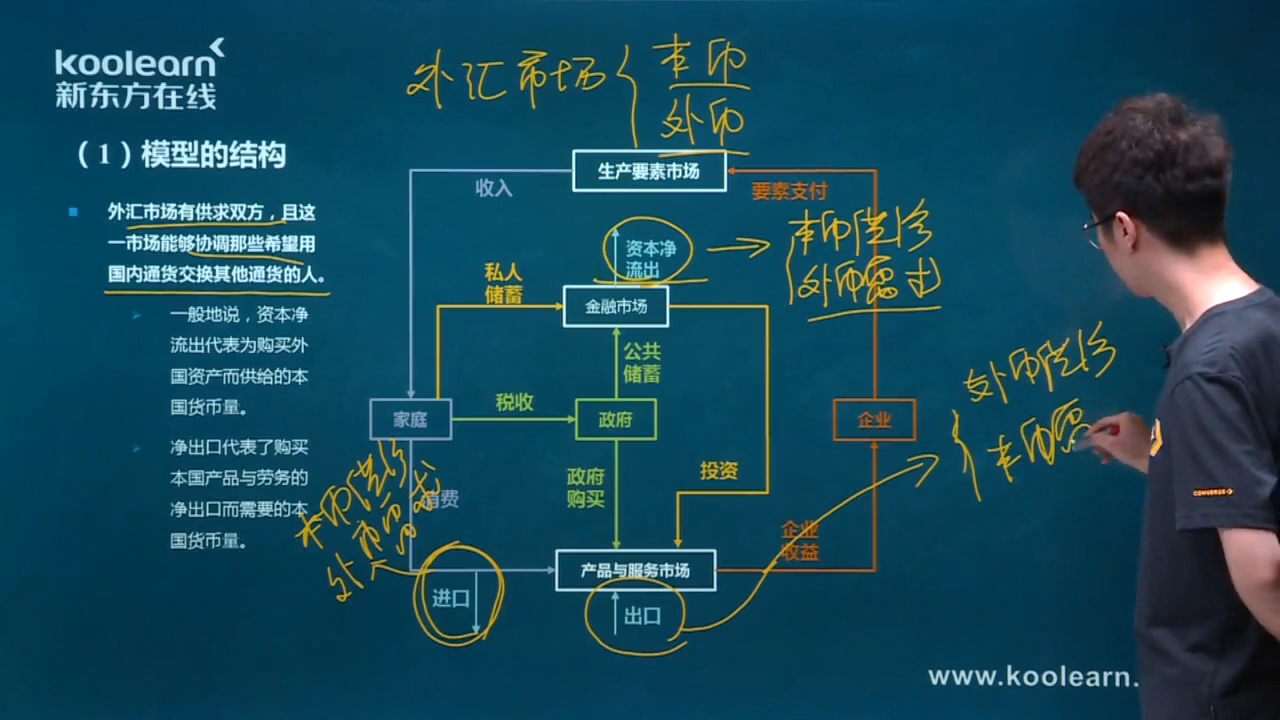 koolearn
新东方在线
外汇市场
本币
外币
（1）模型的结构
外汇市场有供求双方，且这
一市场能够协调那些希望用
国内通货交换其他通货的人。
一般地说，资本净
流出代表为购买外
国资产而供给的本
国货币量。
净出口代表了购买
本国产品与劳务的
净出口而需要的本
国货币量。
生产要素市场
收入
要素支付
资本净
流出
本币供给
外币需求
私人
储蓄
金融市场
公共
储蓄
家庭
税收
政府
企业
外币供给
本币需
政府
购买
投资
消费
本币供给
外币需求
企业
收益
产品与服务市场
进口
出口
www.koolearn.
CONVERSE